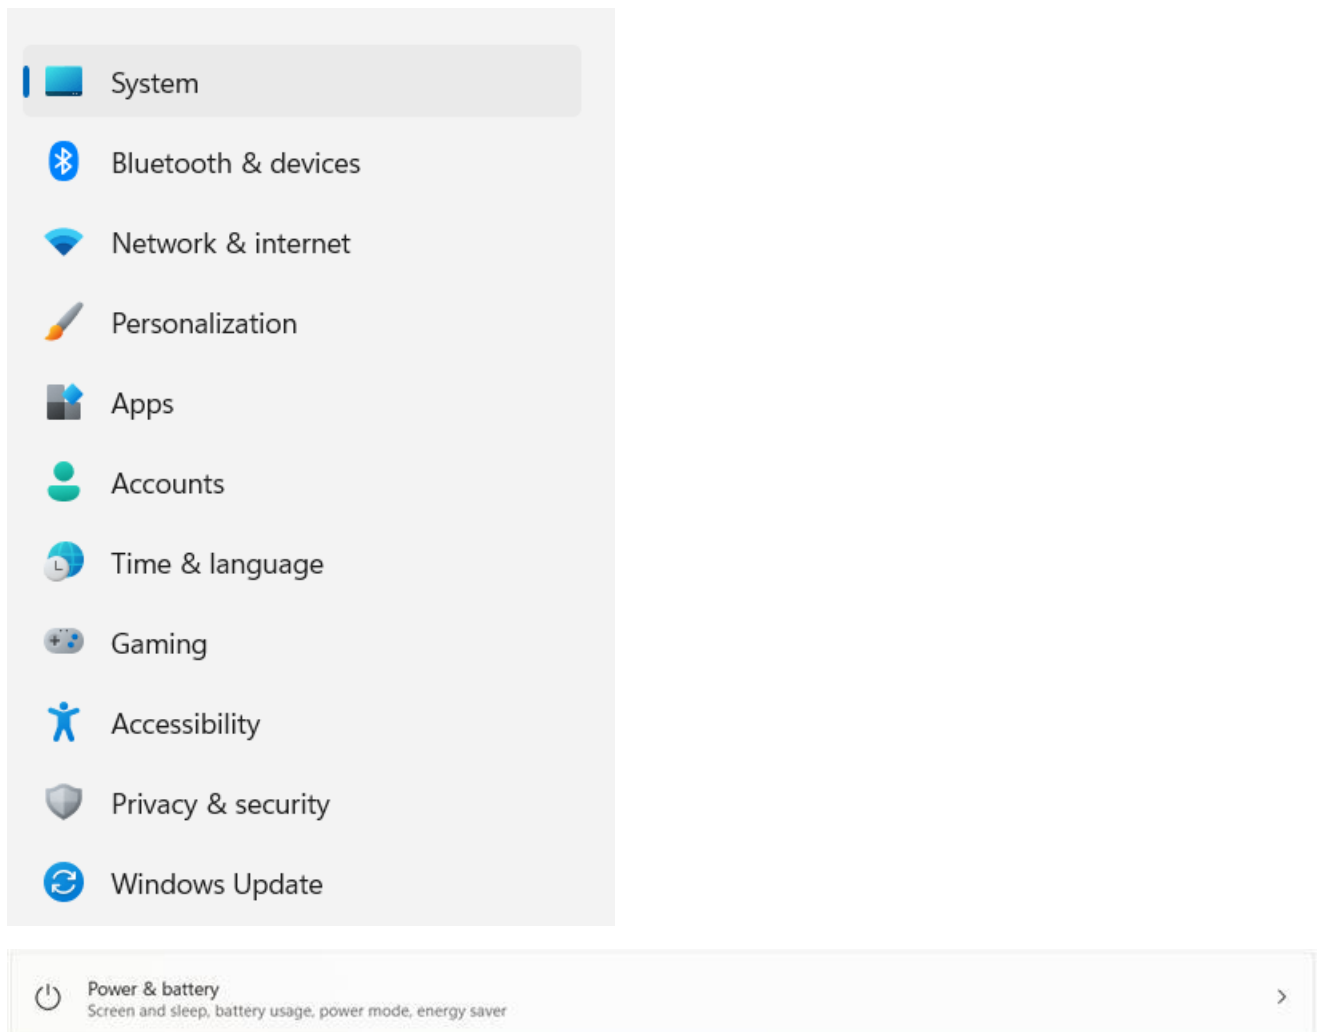 System
Bluetooth & devices
Network & internet
Personalization
Apps
Accounts
Time & language
Gaming
Accessibility
Privacy & security
Windows Update
Power & battery
Screen and sleep, battery usage, power mode, energy saver